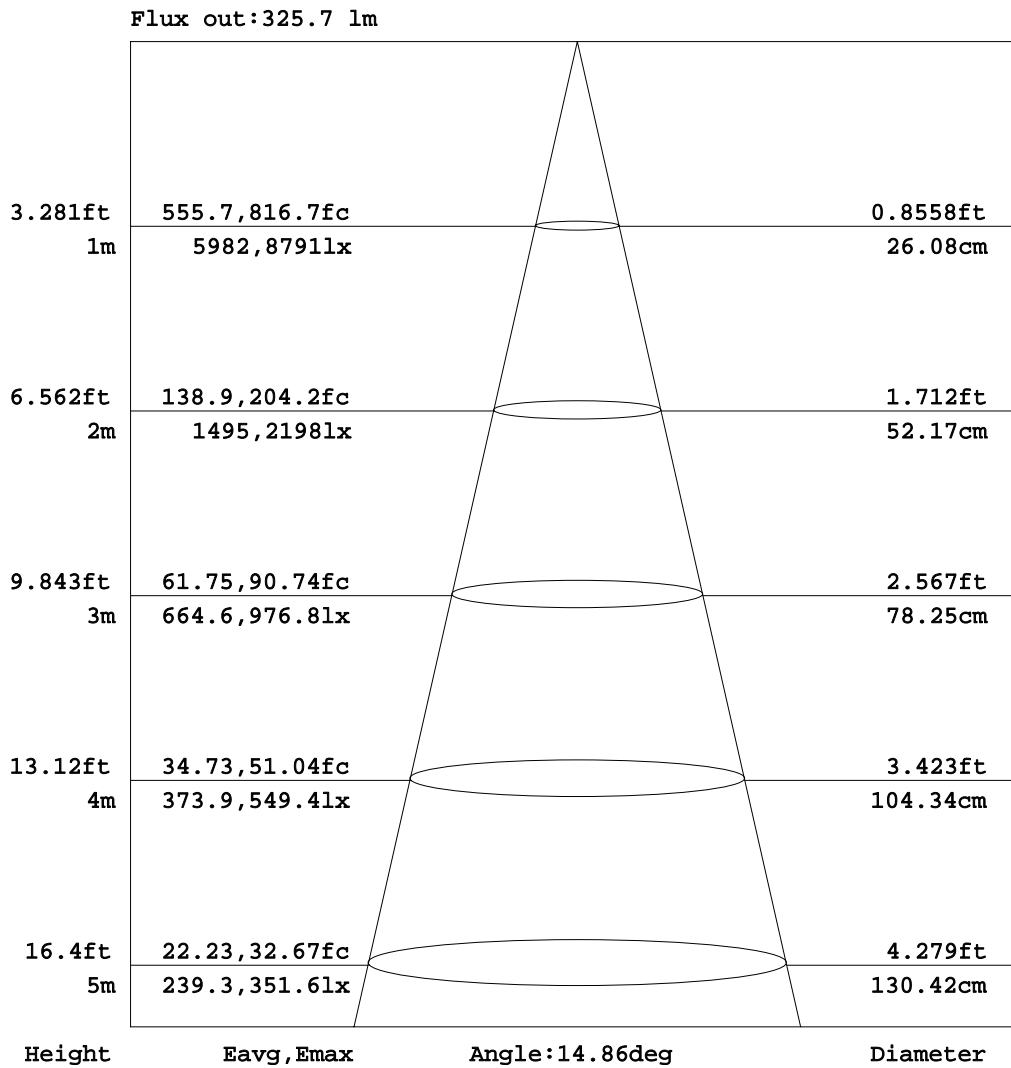 Flux out:325.7 lm
3.281ft 555.7,816.7fc 0.8558ft
1m 5982,8791lx 26.08cm
6.562ft 138.9,204.2fc 1.712ft
2m 1495,2198lx 52.17cm
9.843ft 61.75,90.74fc 2.567ft
3m 664.6,976.8lx 78.25cm
13.12ft 34.73,51.04fc 3.423ft
4m 373.9,549.4lx 104.34cm
16.4ft 22.23,32.67fc 4.279ft
5m 239.3,351.6lx 130.42cm
Height Eavg,Emax Angle:14.86deg Diameter